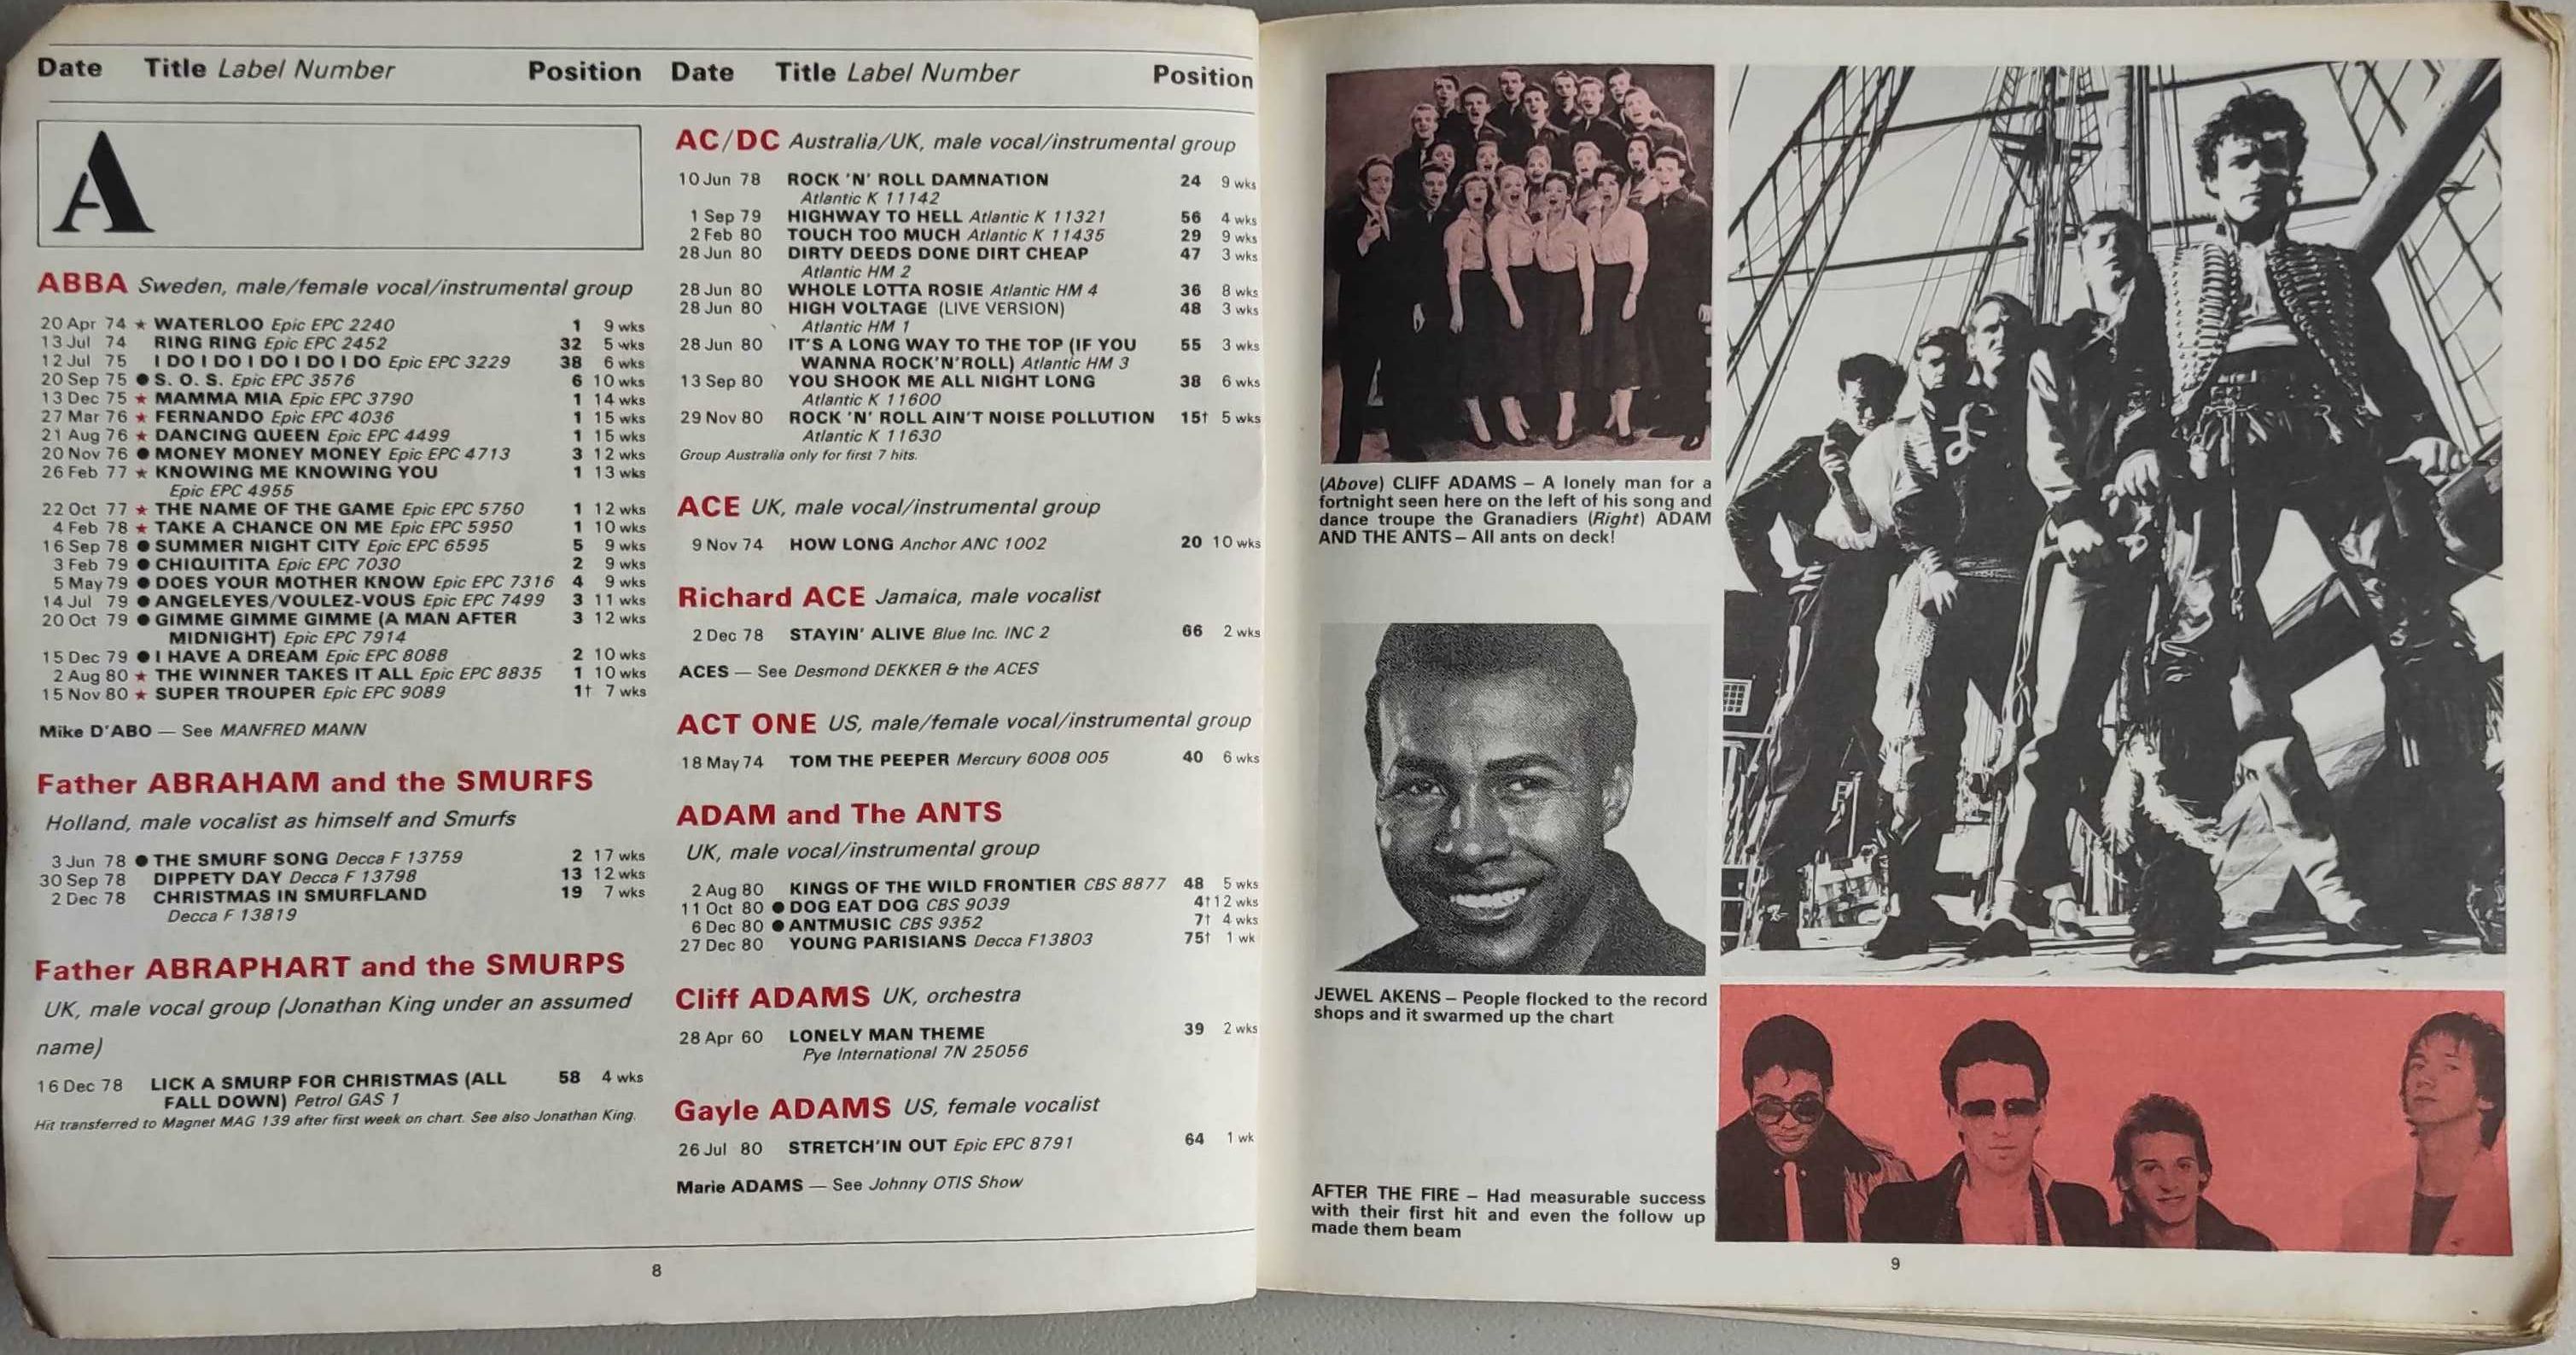 Date Title Label Number Position
A
ABBA Sweden, male/female vocal/instrumental group
20 Apr 74 ★ WATERLOO Epic EPC 2240 1 9 wks
13 Jul 74 RING RING Epic EPC 2452 32 5 wks
12 Jul 75 I DO I DO I DO I DO I DO Epic EPC 3229 38 6 wks
20 Sep 75 ● S. O. S. Epic EPC 3576 6 10 wks
13 Dec 75 ★ MAMMA MIA Epic EPC 3790 1 14 wks
27 Mar 76 ★ FERNANDO Epic EPC 4036 1 15 wks
21 Aug 76 ★ DANCING QUEEN Epic EPC 4499 1 15 wks
20 Nov 76 ● MONEY MONEY MONEY Epic EPC 4713 3 12 wks
26 Feb 77 ★ KNOWING ME KNOWING YOU 1 13 wks
Epic EPC 4955
22 Oct 77 ★ THE NAME OF THE GAME Epic EPC 5750 1 12 wks
4 Feb 78 ★ TAKE A CHANCE ON ME Epic EPC 5950 1 10 wks
16 Sep 78 ● SUMMER NIGHT CITY Epic EPC 6595 5 9 wks
3 Feb 79 ● CHIQUITITA Epic EPC 7030 2 9 wks
5 May 79 ● DOES YOUR MOTHER KNOW Epic EPC 7316 4 9 wks
14 Jul 79 ● ANGELEYES/VOULEZ-VOUS Epic EPC 7499 3 11 wks
20 Oct 79 ● GIMME GIMME GIMME (A MAN AFTER 3 12 wks
MIDNIGHT) Epic EPC 7914
15 Dec 79 ● I HAVE A DREAM Epic EPC 8088 2 10 wks
2 Aug 80 ★ THE WINNER TAKES IT ALL Epic EPC 8835 1 10 wks
15 Nov 80 ★ SUPER TROUPER Epic EPC 9089 1† 7 wks
Mike D'ABO — See MANFRED MANN
Father ABRAHAM and the SMURFS
Holland, male vocalist as himself and Smurfs
3 Jun 78 ● THE SMURF SONG Decca F 13759 2 17 wks
30 Sep 78 DIPPETY DAY Decca F 13798 13 12 wks
2 Dec 78 CHRISTMAS IN SMURFLAND 19 7 wks
Decca F 13819
Father ABRAPHART and the SMURPS
UK, male vocal group (Jonathan King under an assumed
name)
16 Dec 78 LICK A SMURP FOR CHRISTMAS (ALL 58 4 wks
FALL DOWN) Petrol GAS 1
Hit transferred to Magnet MAG 139 after first week on chart. See also Jonathan King.
Date Title Label Number Position
AC/DC Australia/UK, male vocal/instrumental group
10 Jun 78 ROCK 'N' ROLL DAMNATION 24 9 wks
Atlantic K 11142
1 Sep 79 HIGHWAY TO HELL Atlantic K 11321 56 4 wks
2 Feb 80 TOUCH TOO MUCH Atlantic K 11435 29 9 wks
28 Jun 80 DIRTY DEEDS DONE DIRT CHEAP 47 3 wks
Atlantic HM 2
28 Jun 80 WHOLE LOTTA ROSIE Atlantic HM 4 36 8 wks
28 Jun 80 HIGH VOLTAGE (LIVE VERSION) 48 3 wks
Atlantic HM 1
28 Jun 80 IT'S A LONG WAY TO THE TOP (IF YOU 55 3 wks
WANNA ROCK'N'ROLL) Atlantic HM 3
13 Sep 80 YOU SHOOK ME ALL NIGHT LONG 38 6 wks
Atlantic K 11600
29 Nov 80 ROCK 'N' ROLL AIN'T NOISE POLLUTION 15† 5 wks
Atlantic K 11630
Group Australia only for first 7 hits.
ACE UK, male vocal/instrumental group
9 Nov 74 HOW LONG Anchor ANC 1002 20 10 wks
Richard ACE Jamaica, male vocalist
2 Dec 78 STAYIN' ALIVE Blue Inc. INC 2 66 2 wks
ACES — See Desmond DEKKER & the ACES
ACT ONE US, male/female vocal/instrumental group
18 May 74 TOM THE PEEPER Mercury 6008 005 40 6 wks
ADAM and The ANTS
UK, male vocal/instrumental group
2 Aug 80 KINGS OF THE WILD FRONTIER CBS 8877 48 5 wks
11 Oct 80 ● DOG EAT DOG CBS 9039 4† 12 wks
6 Dec 80 ● ANTMUSIC CBS 9352 7† 4 wks
27 Dec 80 YOUNG PARISIANS Decca F13803 75† 1 wk
Cliff ADAMS UK, orchestra
28 Apr 60 LONELY MAN THEME 39 2 wks
Pye International 7N 25056
Gayle ADAMS US, female vocalist
26 Jul 80 STRETCH'IN OUT Epic EPC 8791 64 1 wk
Marie ADAMS — See Johnny OTIS Show
8
(Above) CLIFF ADAMS – A lonely man for a
fortnight seen here on the left of his song and
dance troupe the Granadiers (Right) ADAM
AND THE ANTS – All ants on deck!
JEWEL AKENS – People flocked to the record
shops and it swarmed up the chart
AFTER THE FIRE – Had measurable success
with their first hit and even the follow up
made them beam
9